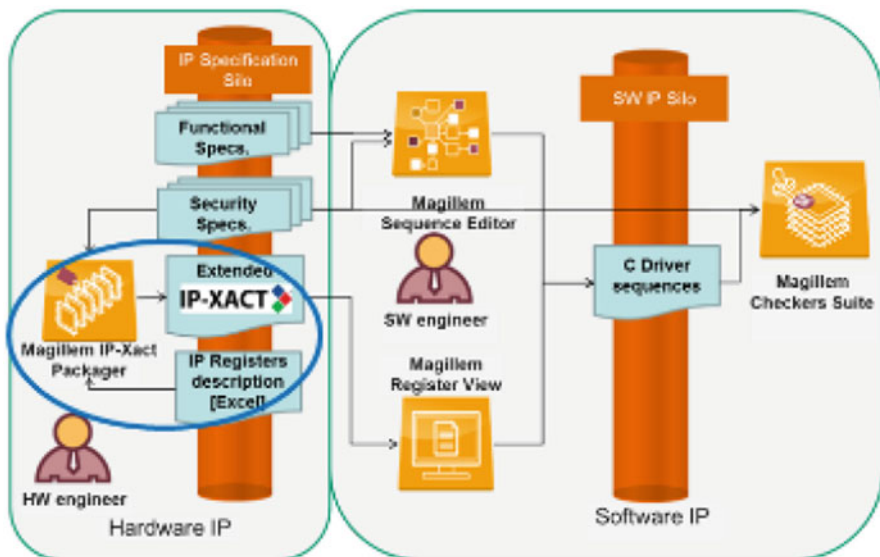 IP Specification
Silo
Functional
Specs.
Security
Specs.
Extended
IP-XACT
Magillem IP-Xact
Packager
IP Registers
description
[Excel]
HW engineer
Hardware IP
Magillem
Sequence Editor
SW engineer
Magillem
Register View
SW IP Silo
C Driver
sequences
Magillem
Checkers Suite
Software IP